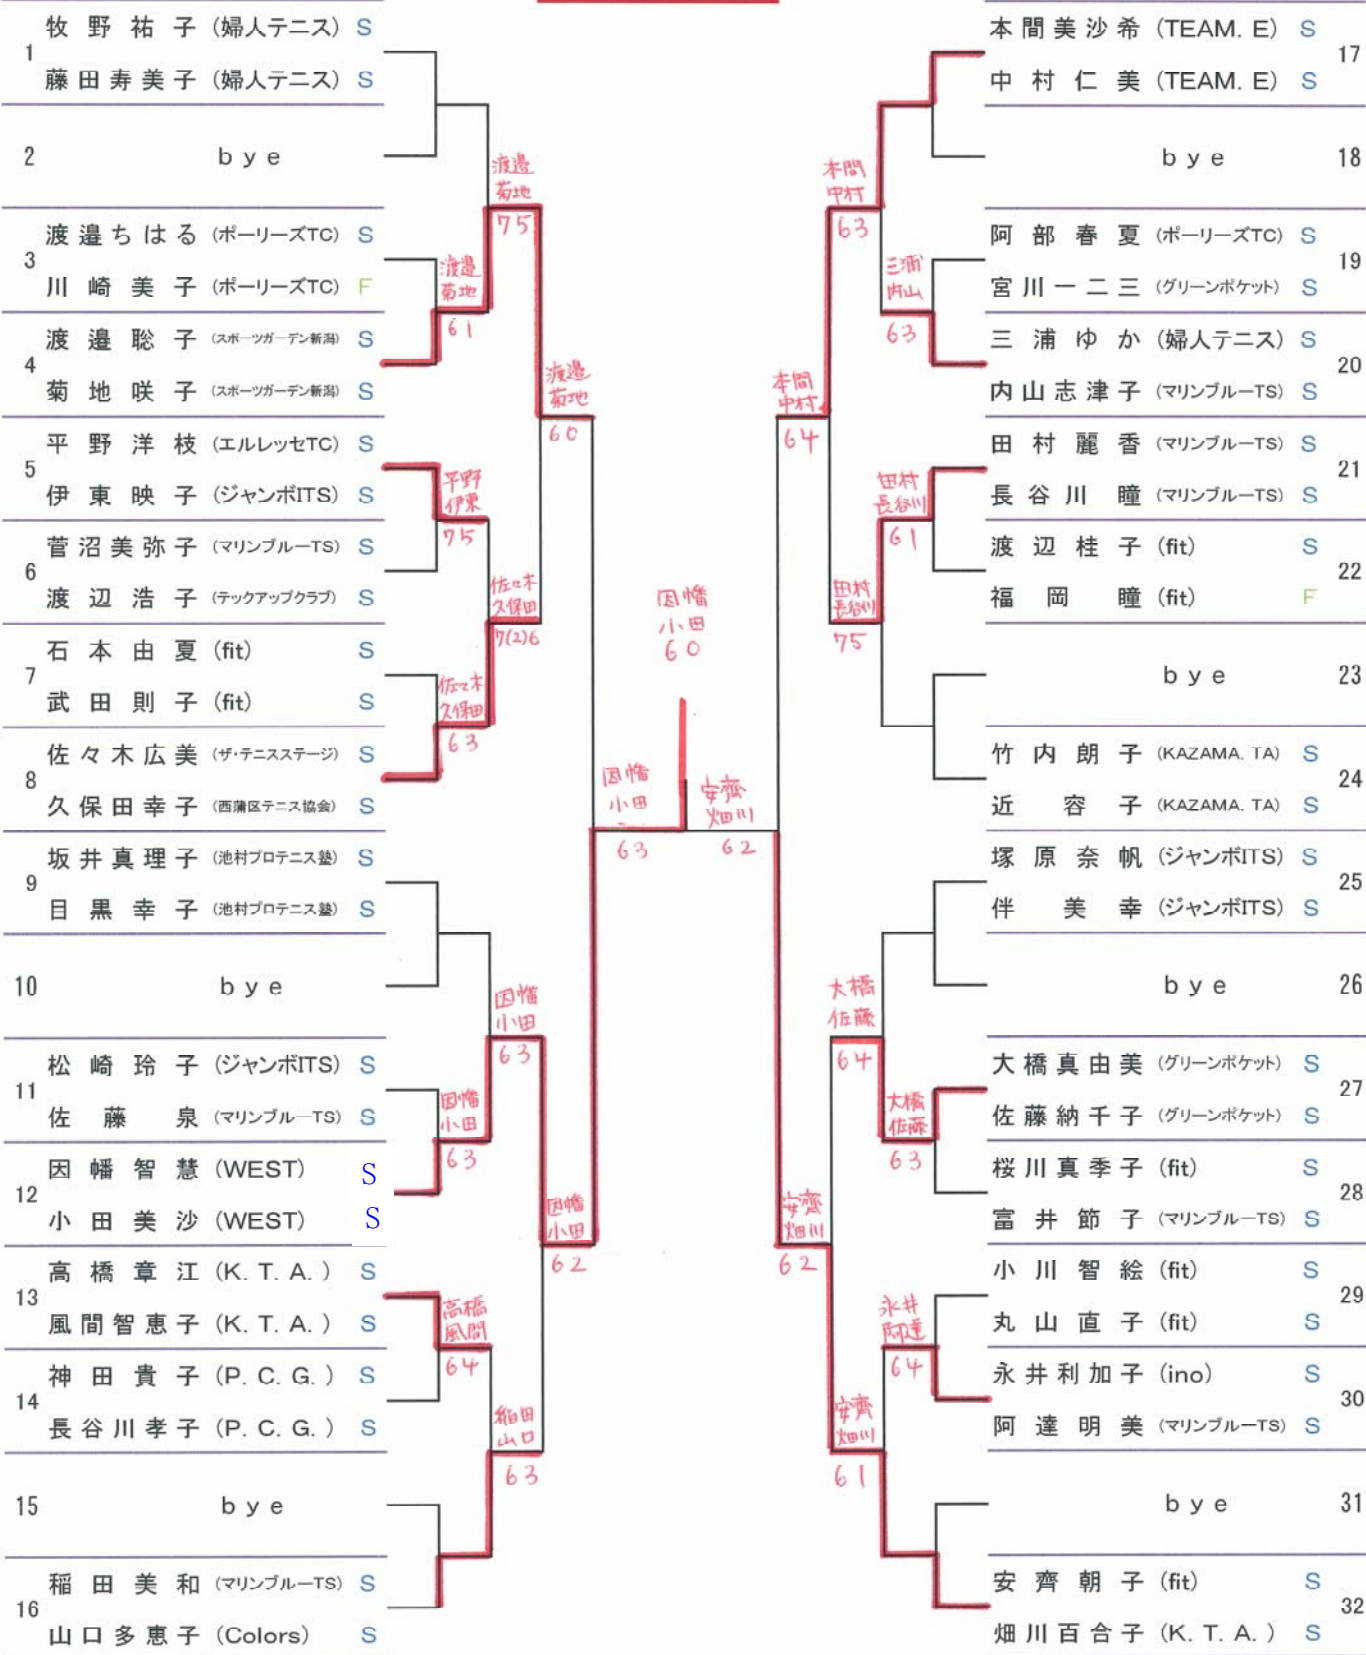 1
牧野祐子 (婦人テニス) S
藤田寿美子 (婦人テニス) S
2 bye
3
渡邉ちはる (ポーリーズTC) S
川崎美子 (ポーリーズTC) F
4
渡邉聡子 (スポーツガーデン新潟) S
菊地咲子 (スポーツガーデン新潟) S
5
平野洋枝 (エルレッセTC) S
伊東映子 (ジャンボITS) S
6
菅沼美弥子 (マリンブルーTS) S
渡辺浩子 (テックアップクラブ) S
7
石本由夏 (fit) S
武田則子 (fit) S
8
佐々木広美 (ザ・テニスステージ) S
久保田幸子 (西蒲区テニス協会) S
9
坂井真理子 (池村プロテニス塾) S
目黒幸子 (池村プロテニス塾) S
10 bye
11
松崎玲子 (ジャンボITS) S
佐藤泉 (マリンブルーTS) S
12
因幡智慧 (WEST) S
小田美沙 (WEST) S
13
高橋章江 (K.T.A.) S
風間智恵子 (K.T.A.) S
14
神田貴子 (P.C.G.) S
長谷川孝子 (P.C.G.) S
15 bye
16
稲田美和 (マリンブルーTS) S
山口多恵子 (Colors) S
渡邉
菊地
61
平野
伊東
75
佐々木
久保田
63
因幡
小田
63
高橋
風間
64
渡邉
菊地
75
佐々木
久保田
7(2)6
因幡
小田
63
稲田
山口
63
渡邉
菊地
60
因幡
小田
62
因幡
小田
63
因幡
小田
60
安齊
畑川
62
本間
中村
64
安齊
畑川
62
本間
中村
63
田村
長谷川
75
大橋
佐藤
64
安齊
畑川
61
三浦
内山
63
田村
長谷川
61
大橋
佐藤
63
永井
阿達
64
本間美沙希 (TEAM.E) S
17
中村仁美 (TEAM.E) S
bye 18
阿部春夏 (ポーリーズTC) S
19
宮川一二三 (グリーンポケット) S
三浦ゆか (婦人テニス) S
20
内山志津子 (マリンブルーTS) S
田村麗香 (マリンブルーTS) S
21
長谷川瞳 (マリンブルーTS) S
渡辺桂子 (fit) S
22
福岡瞳 (fit) F
bye 23
竹内朗子 (KAZAMA.TA) S
24
近容子 (KAZAMA.TA) S
塚原奈帆 (ジャンボITS) S
25
伴美幸 (ジャンボITS) S
bye 26
大橋真由美 (グリーンポケット) S
27
佐藤納千子 (グリーンポケット) S
桜川真季子 (fit) S
28
富井節子 (マリンブルーTS) S
小川智絵 (fit) S
29
丸山直子 (fit) S
永井利加子 (ino) S
30
阿達明美 (マリンブルーTS) S
bye 31
安齊朝子 (fit) S
32
畑川百合子 (K.T.A.) S